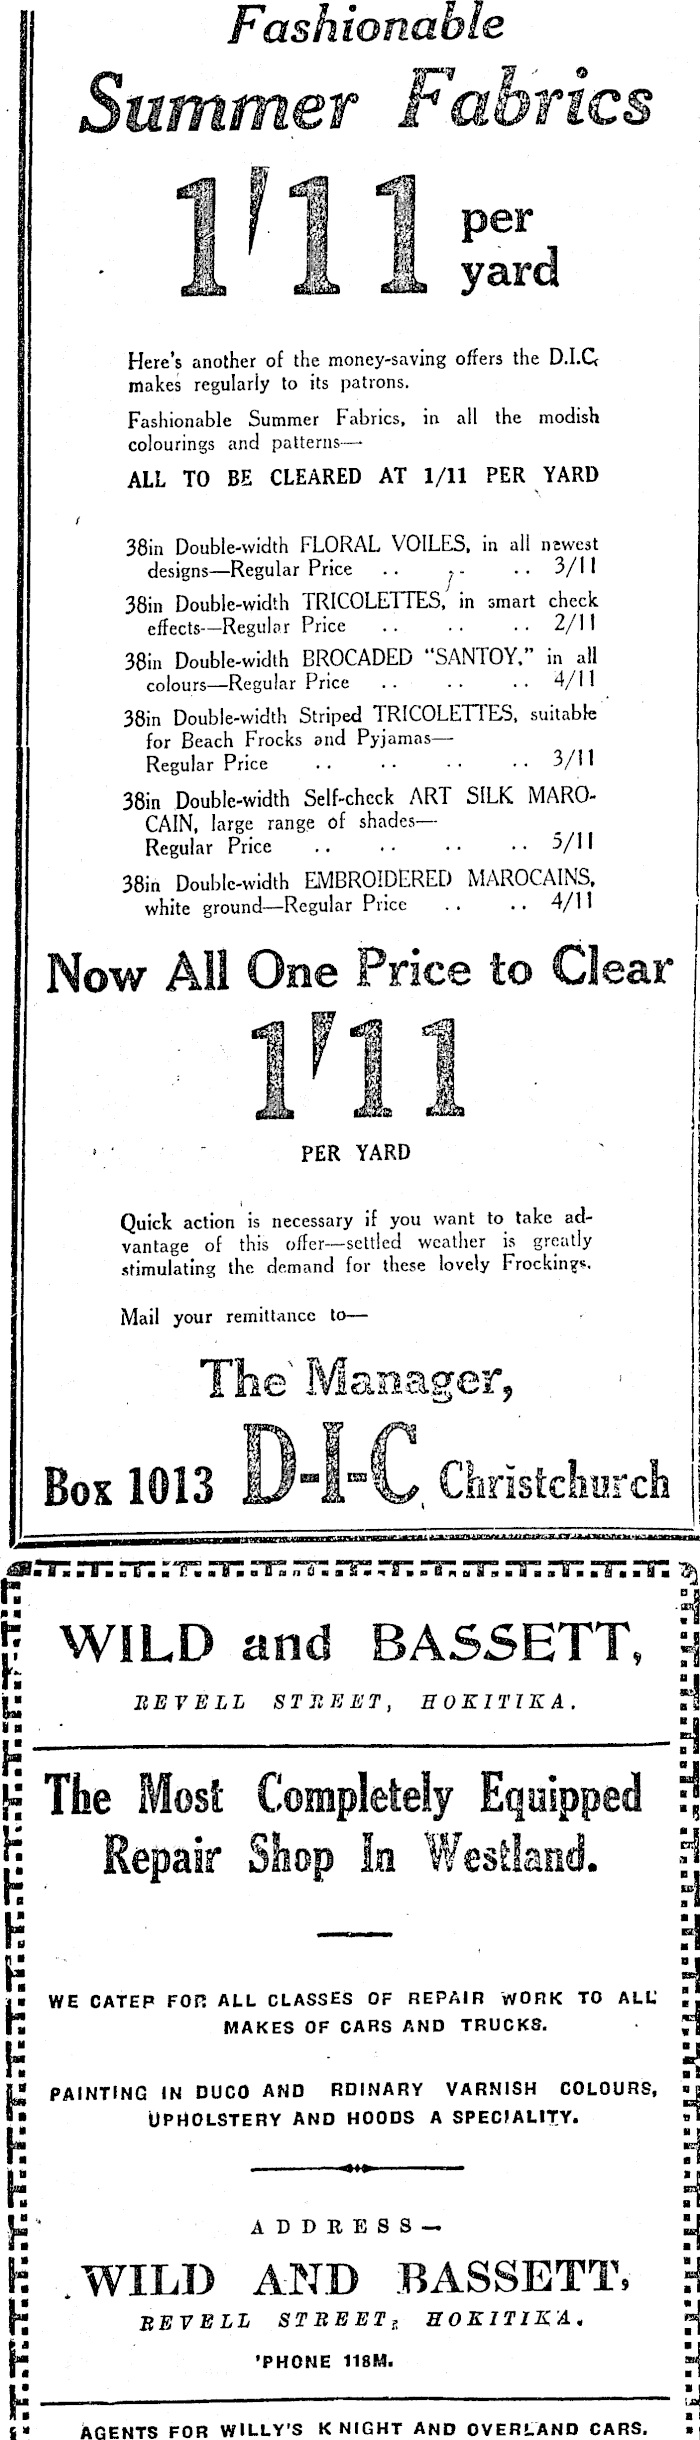 Fashionable
Summer Fabrics
1/11 per
yard
Here's another of the money-saving offers the D.I.C.
makes regularly to its patrons.
Fashionable Summer Fabrics, in all the modish
colourings and patterns—
ALL TO BE CLEARED AT 1/11 PER YARD
38in Double-width FLORAL VOILES, in all newest
designs—Regular Price .. .. .. 3/11
38in Double-width TRICOLETTES, in smart check
effects—Regular Price .. .. .. 2/11
38in Double-width BROCADED "SANTOY," in all
colours—Regular Price .. .. .. 4/11
38in Double-width Striped TRICOLETTES, suitable
for Beach Frocks and Pyjamas—
Regular Price .. .. .. .. 3/11
38in Double-width Self-check ART SILK MARO-
CAIN, large range of shades—
Regular Price .. .. .. .. 5/11
38in Double-width EMBROIDERED MAROCAINS,
white ground—Regular Price .. .. 4/11
Now All One Price to Clear
1/11
PER YARD
Quick action is necessary if you want to take ad-
vantage of this offer—settled weather is greatly
stimulating the demand for these lovely Frockings.
Mail your remittance to—
The Manager,
Box 1013 D-I-C Christchurch
WILD and BASSETT,
REVELL STREET, HOKITIKA.
The Most Completely Equipped
Repair Shop In Westland.
WE CATER FOR ALL CLASSES OF REPAIR WORK TO ALL
MAKES OF CARS AND TRUCKS.
PAINTING IN DUCO AND RDINARY VARNISH COLOURS,
UPHOLSTERY AND HOODS A SPECIALITY.
ADDRESS—
WILD AND BASSETT,
REVELL STREET, HOKITIKA.
'PHONE 118M.
AGENTS FOR WILLY'S KNIGHT AND OVERLAND CARS.